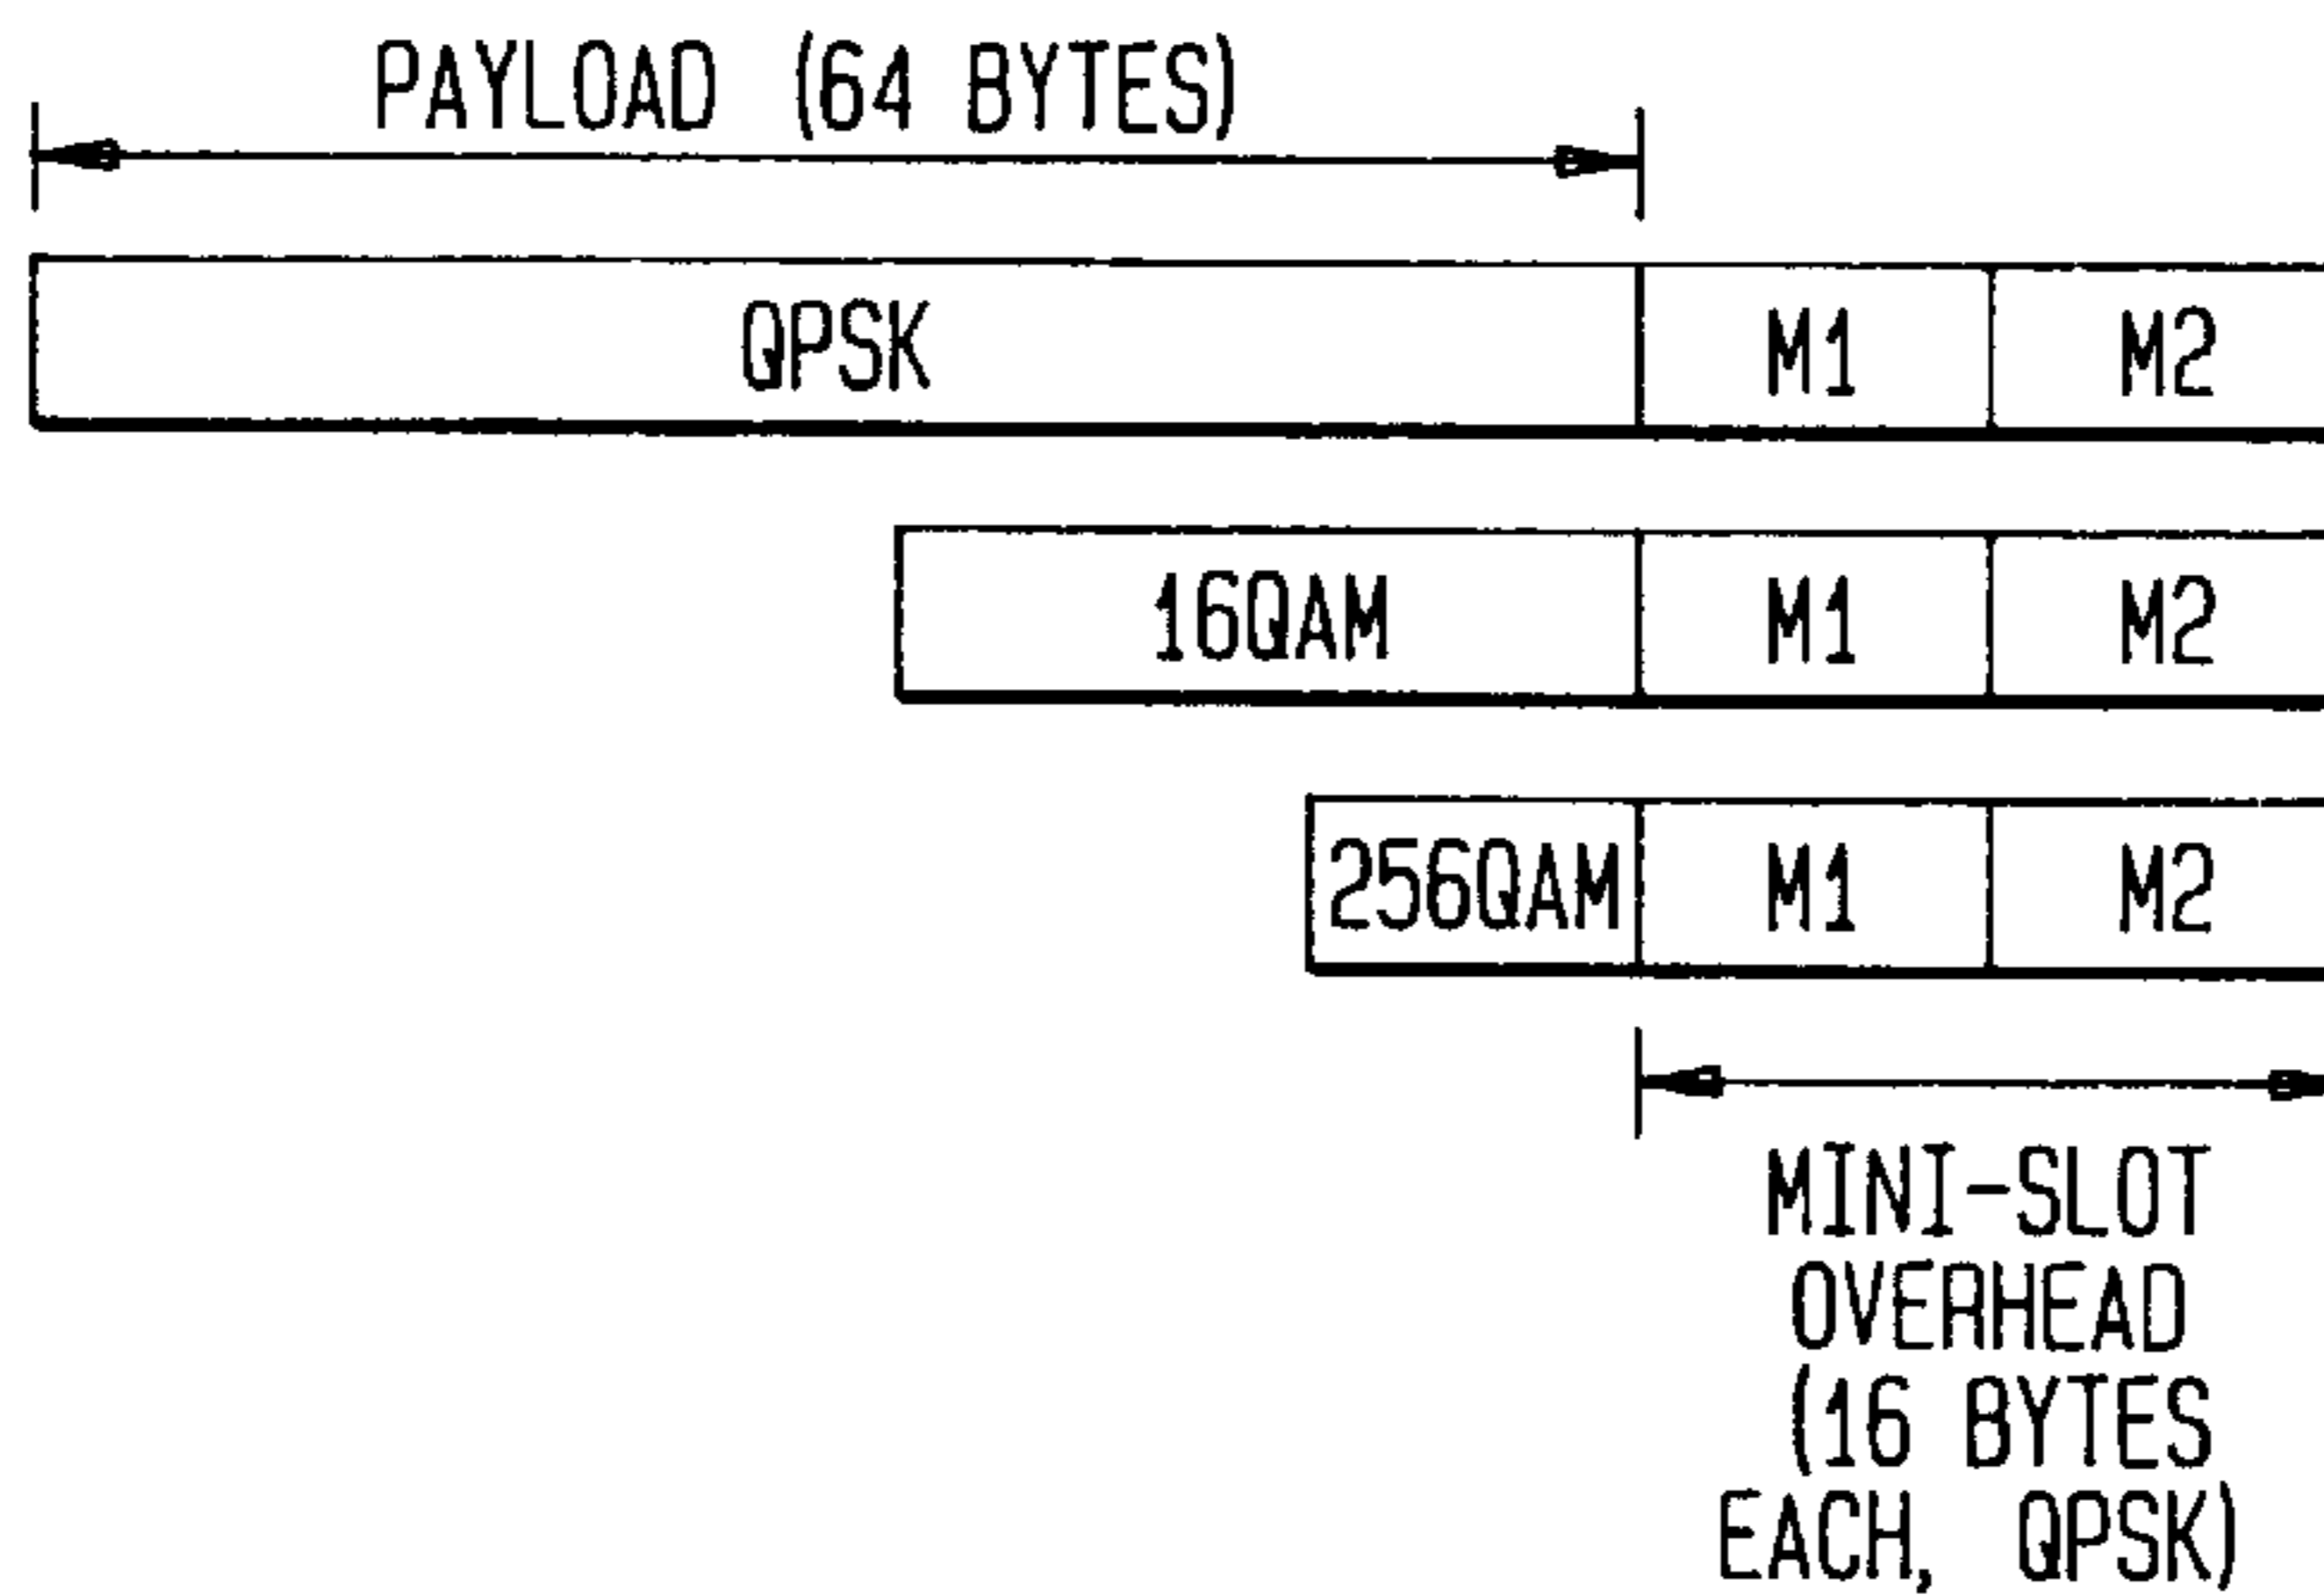 PAYLOAD (64 BYTES)
QPSK M1 M2
16QAM M1 M2
256QAM M1 M2
MINI-SLOT
OVERHEAD
(16 BYTES
EACH, QPSK)